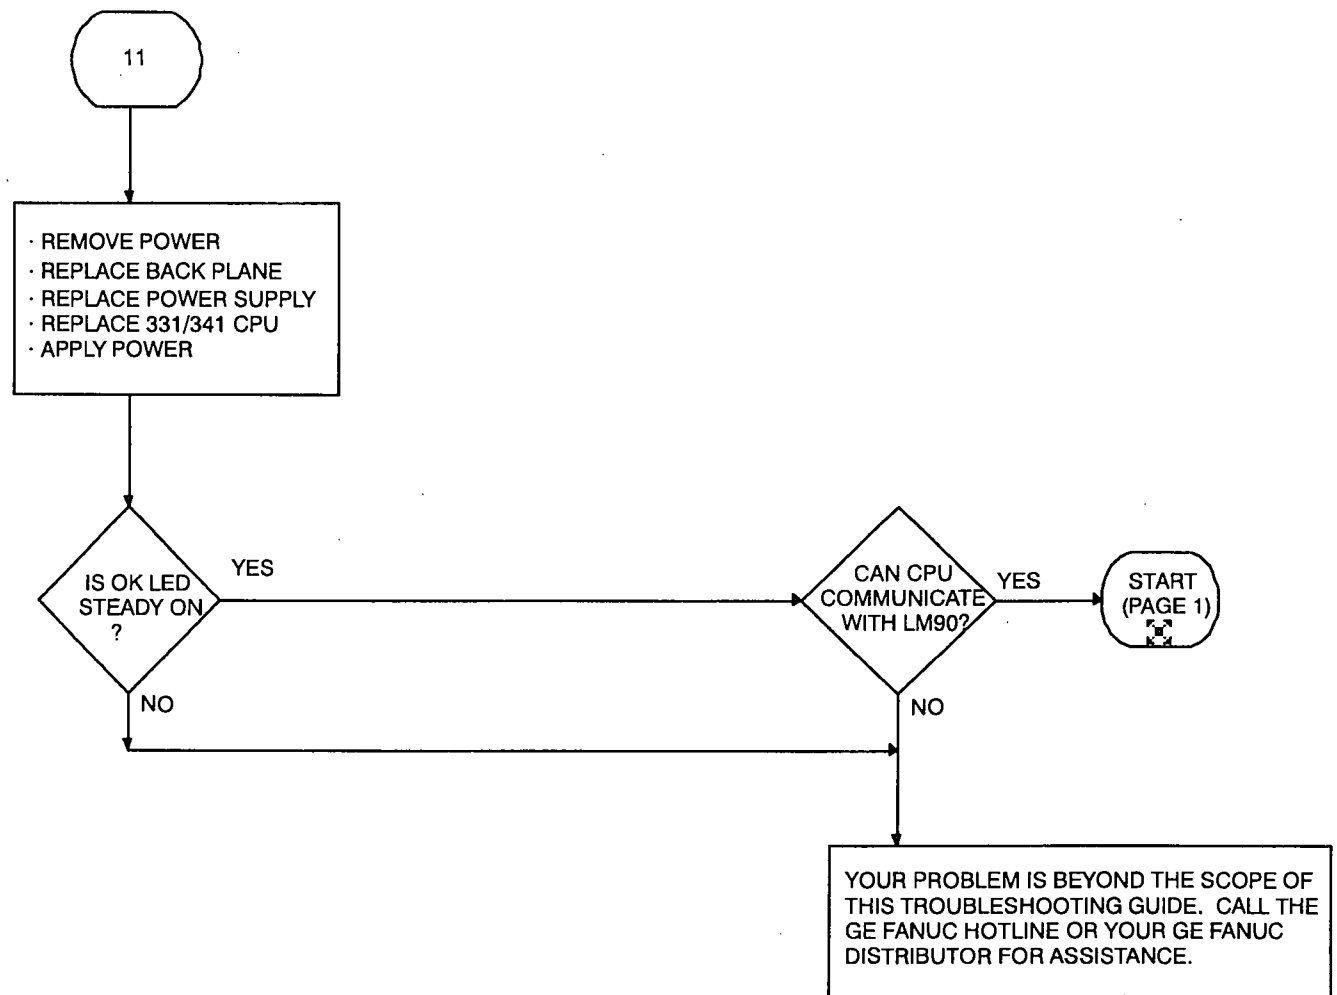 11
· REMOVE POWER
· REPLACE BACK PLANE
· REPLACE POWER SUPPLY
· REPLACE 331/341 CPU
· APPLY POWER
IS OK LED
STEADY ON
?
YES
NO
CAN CPU
COMMUNICATE
WITH LM90?
YES
NO
START
(PAGE 1)
YOUR PROBLEM IS BEYOND THE SCOPE OF
THIS TROUBLESHOOTING GUIDE. CALL THE
GE FANUC HOTLINE OR YOUR GE FANUC
DISTRIBUTOR FOR ASSISTANCE.